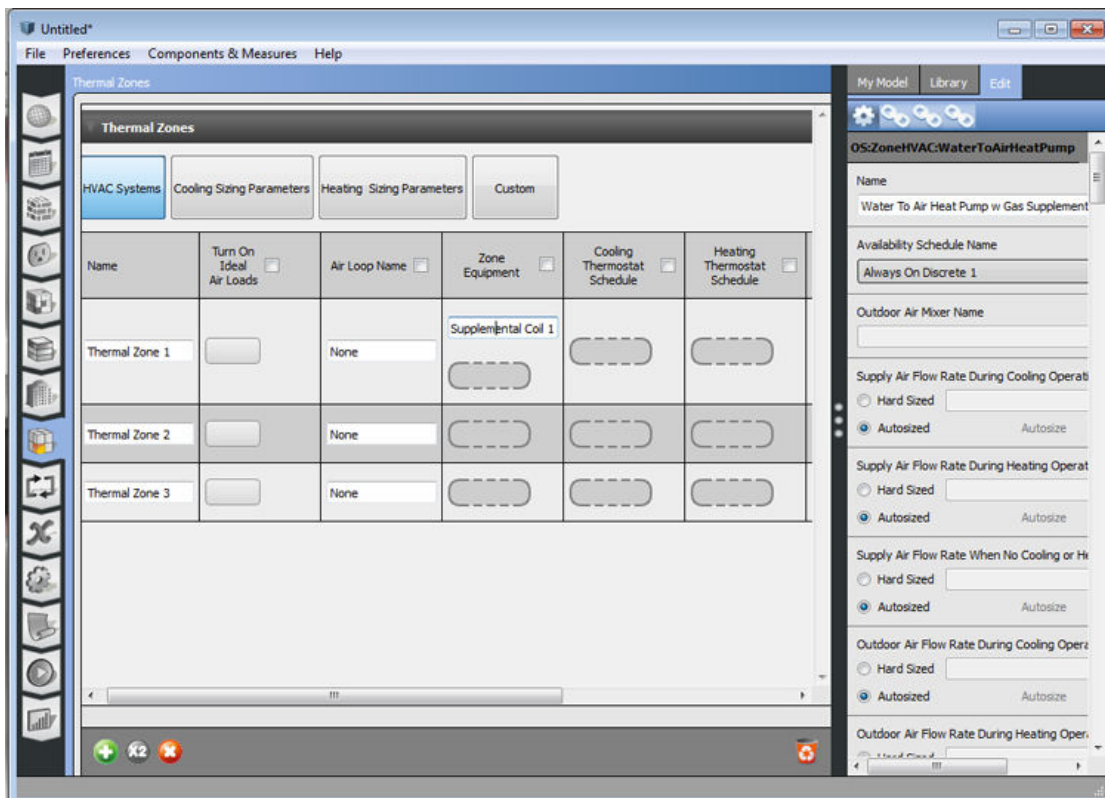 Untitled*
File Preferences Components & Measures Help
Thermal Zones
My Model Library Edit
Thermal Zones
HVAC Systems Cooling Sizing Parameters Heating Sizing Parameters Custom
Name
Turn On
Ideal
Air Loads
Air Loop Name
Zone
Equipment
Cooling
Thermostat
Schedule
Heating
Thermostat
Schedule
Supplemental Coil 1
Thermal Zone 1 None
Thermal Zone 2 None
Thermal Zone 3 None
X2
OS:ZoneHVAC:WaterToAirHeatPump
Name
Water To Air Heat Pump w Gas Supplement
Availability Schedule Name
Always On Discrete 1
Outdoor Air Mixer Name
Supply Air Flow Rate During Cooling Operati
Hard Sized
Autosized Autosize
Supply Air Flow Rate During Heating Operat
Hard Sized
Autosized Autosize
Supply Air Flow Rate When No Cooling or He
Hard Sized
Autosized Autosize
Outdoor Air Flow Rate During Cooling Opera
Hard Sized
Autosized Autosize
Outdoor Air Flow Rate During Heating Oper